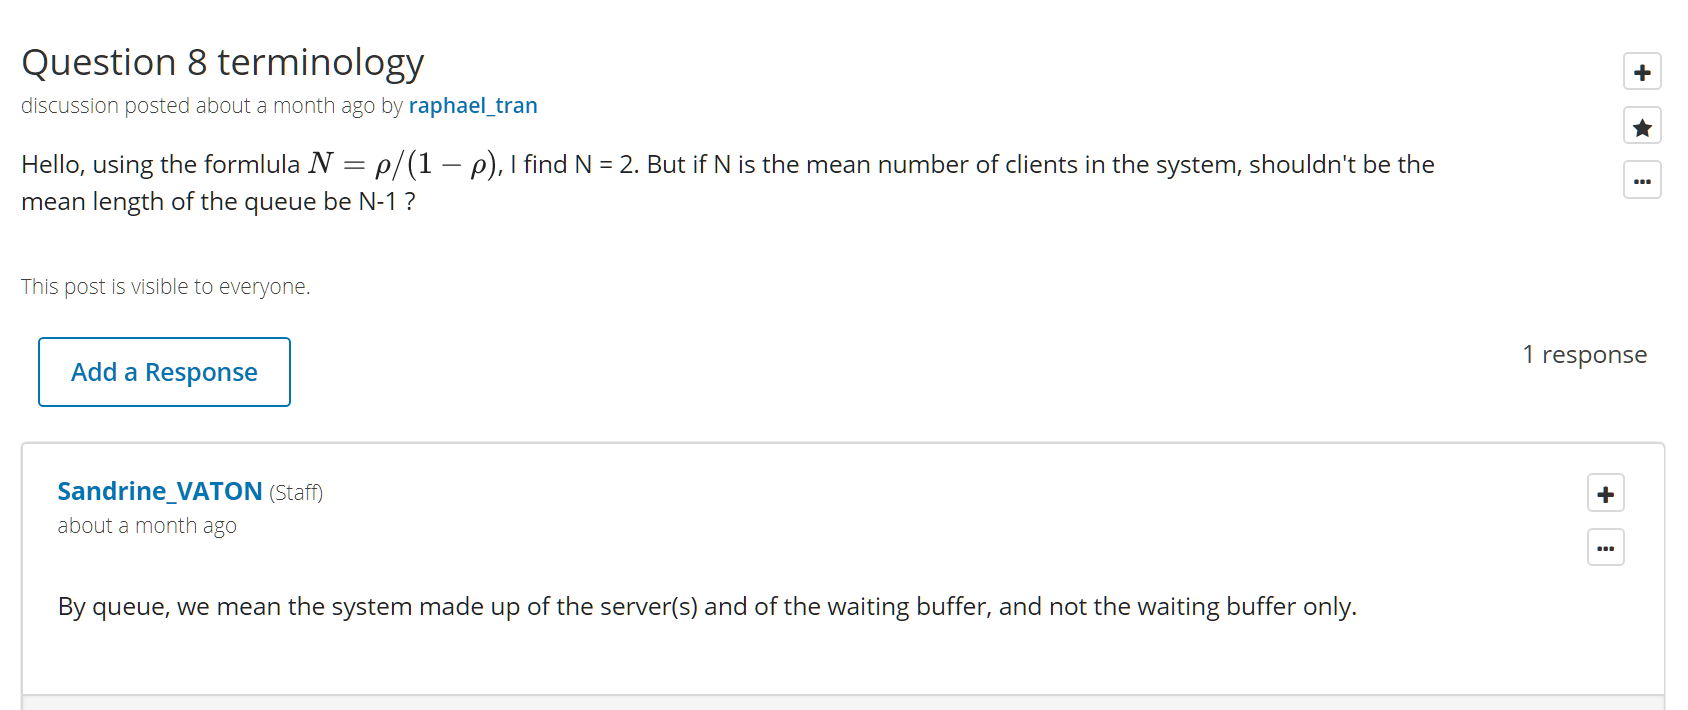 Question 8 terminology
discussion posted about a month ago by raphael_tran
Hello, using the formlula N = ρ/(1 − ρ), I find N = 2. But if N is the mean number of clients in the system, shouldn't be the
mean length of the queue be N-1 ?
This post is visible to everyone.
Add a Response
1 response
Sandrine_VATON (Staff)
about a month ago
By queue, we mean the system made up of the server(s) and of the waiting buffer, and not the waiting buffer only.